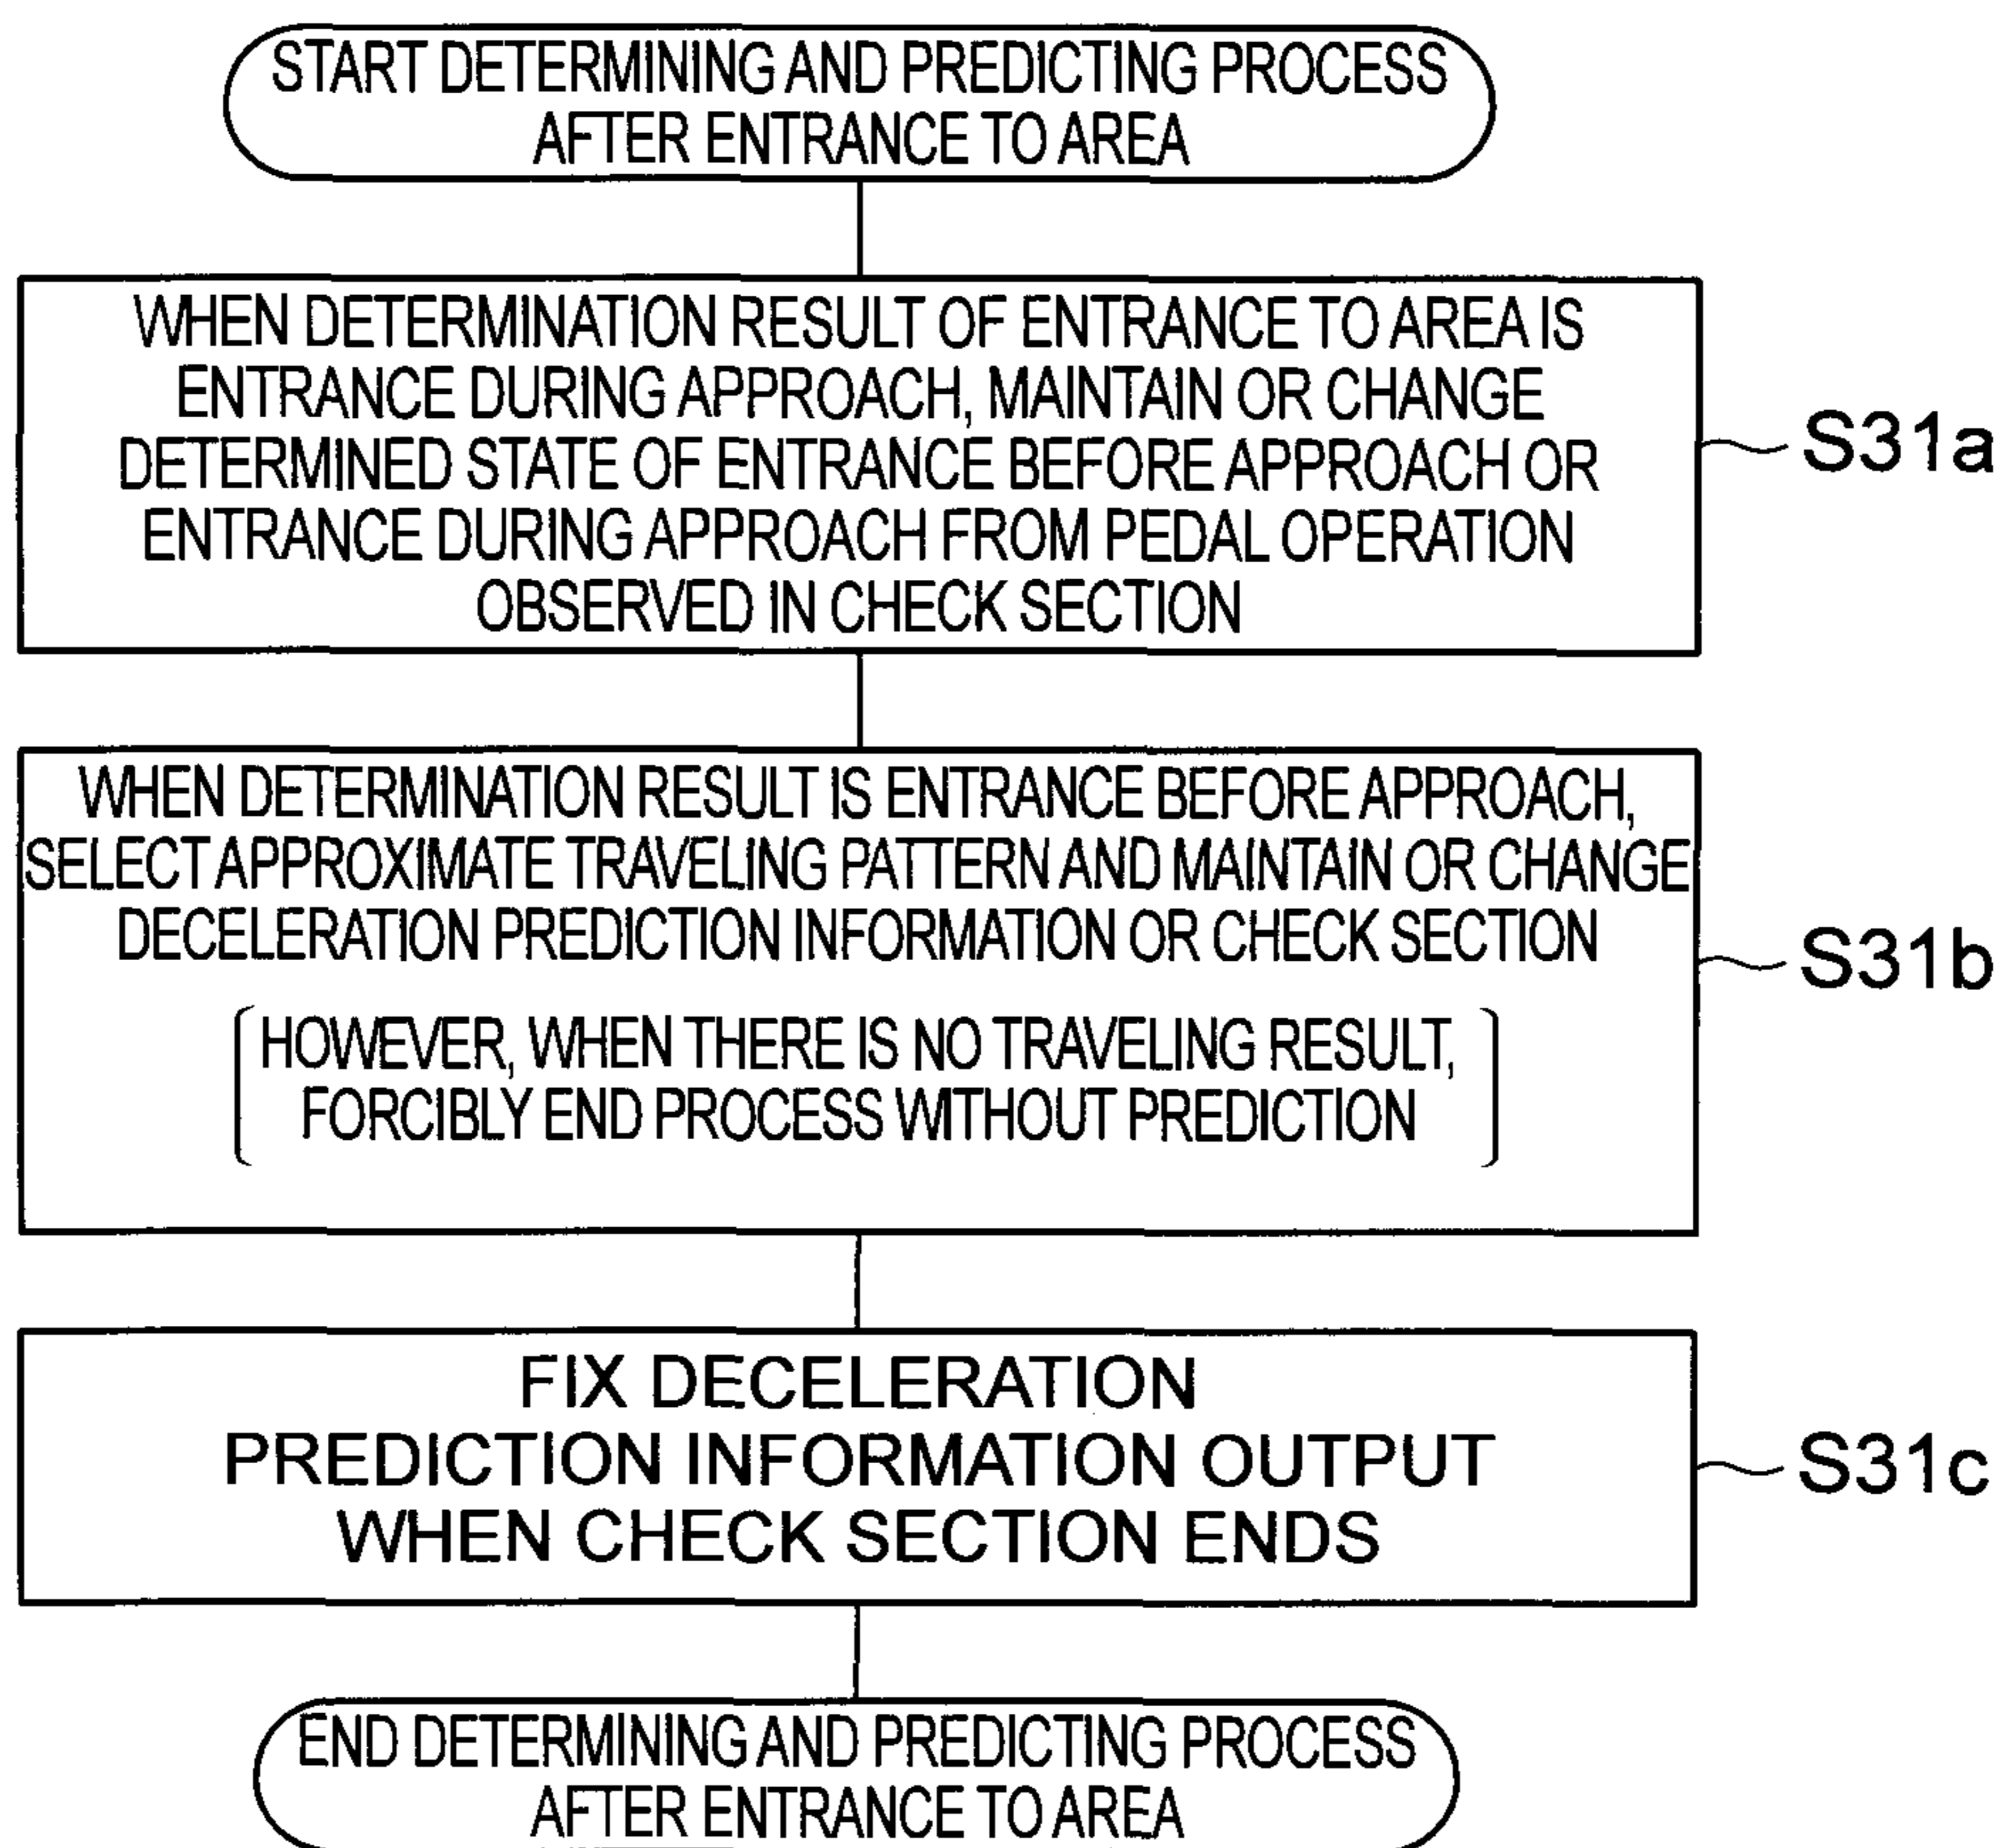 START DETERMINING AND PREDICTING PROCESS
AFTER ENTRANCE TO AREA
WHEN DETERMINATION RESULT OF ENTRANCE TO AREA IS
ENTRANCE DURING APPROACH, MAINTAIN OR CHANGE
DETERMINED STATE OF ENTRANCE BEFORE APPROACH OR
ENTRANCE DURING APPROACH FROM PEDAL OPERATION
OBSERVED IN CHECK SECTION
S31a
WHEN DETERMINATION RESULT IS ENTRANCE BEFORE APPROACH,
SELECT APPROXIMATE TRAVELING PATTERN AND MAINTAIN OR CHANGE
DECELERATION PREDICTION INFORMATION OR CHECK SECTION
HOWEVER, WHEN THERE IS NO TRAVELING RESULT,
FORCIBLY END PROCESS WITHOUT PREDICTION
S31b
FIX DECELERATION
PREDICTION INFORMATION OUTPUT
WHEN CHECK SECTION ENDS
S31c
END DETERMINING AND PREDICTING PROCESS
AFTER ENTRANCE TO AREA